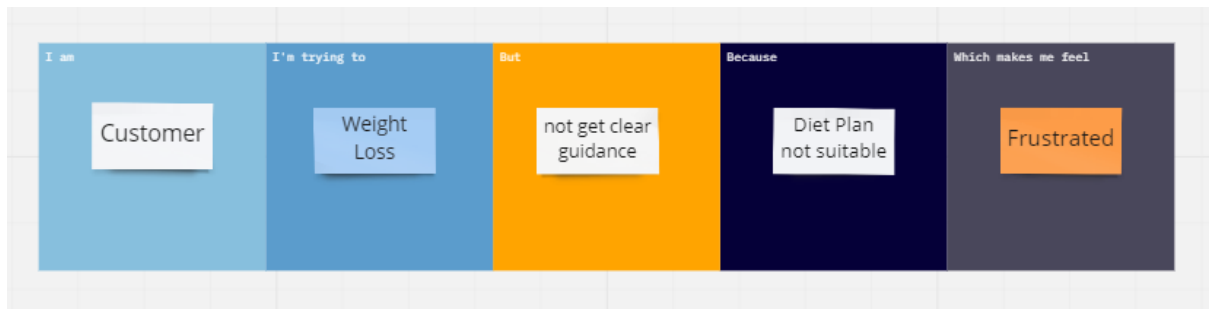 I am
Customer
I'm trying to
Weight
Loss
But
not get clear
guidance
Because
Diet Plan
not suitable
Which makes me feel
Frustrated